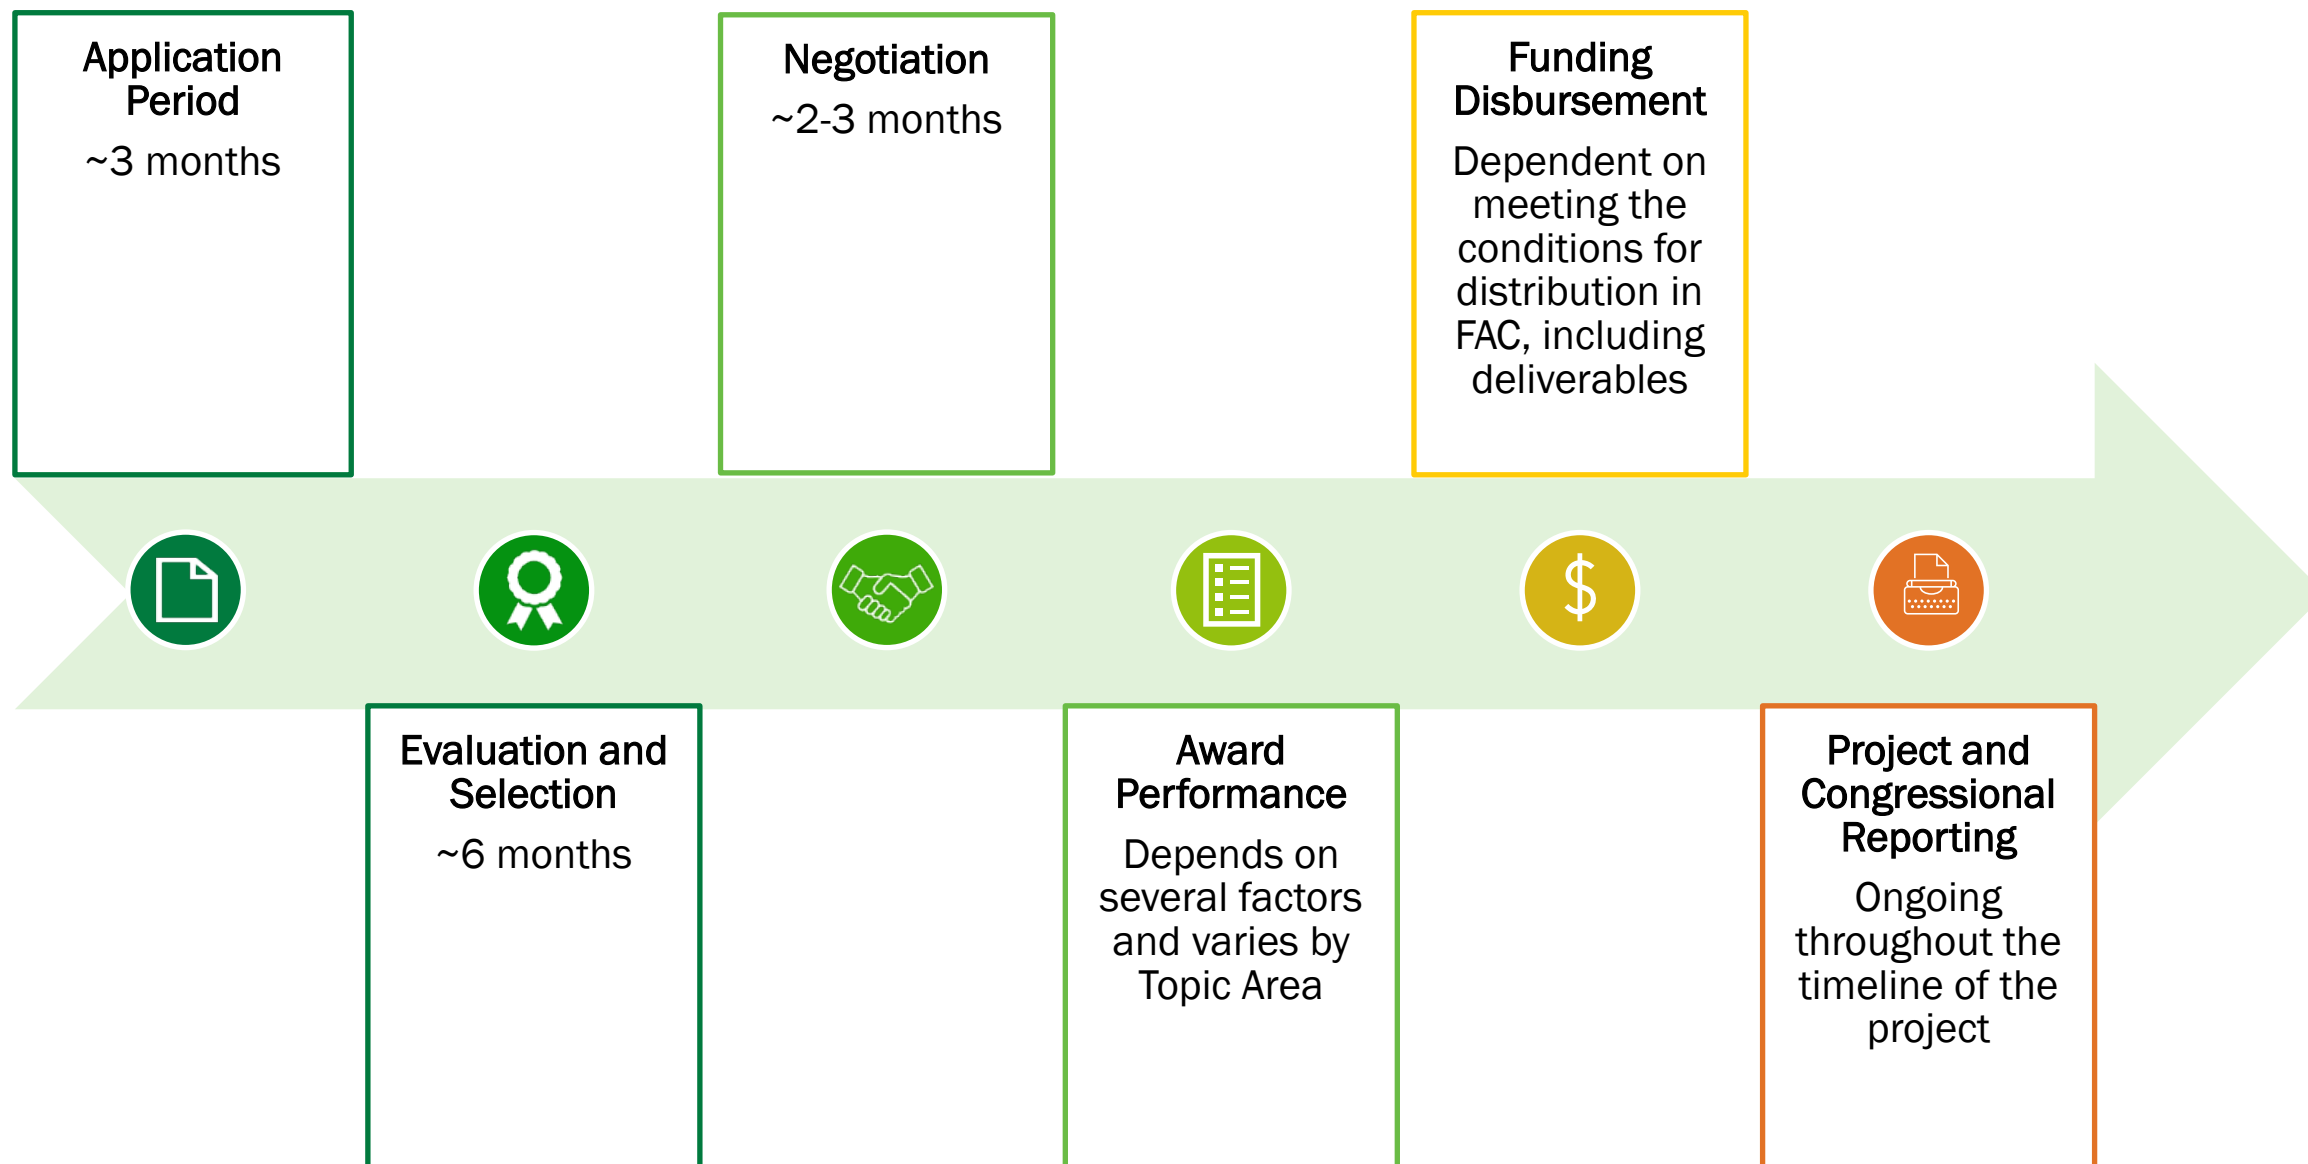 Application
Period
~3 months
Evaluation and
Selection
~6 months
Negotiation
~2-3 months
Award
Performance
Depends on
several factors
and varies by
Topic Area
Funding
Disbursement
Dependent on
meeting the
conditions for
distribution in
FAC, including
deliverables
$
Project and
Congressional
Reporting
Ongoing
throughout the
timeline of the
project